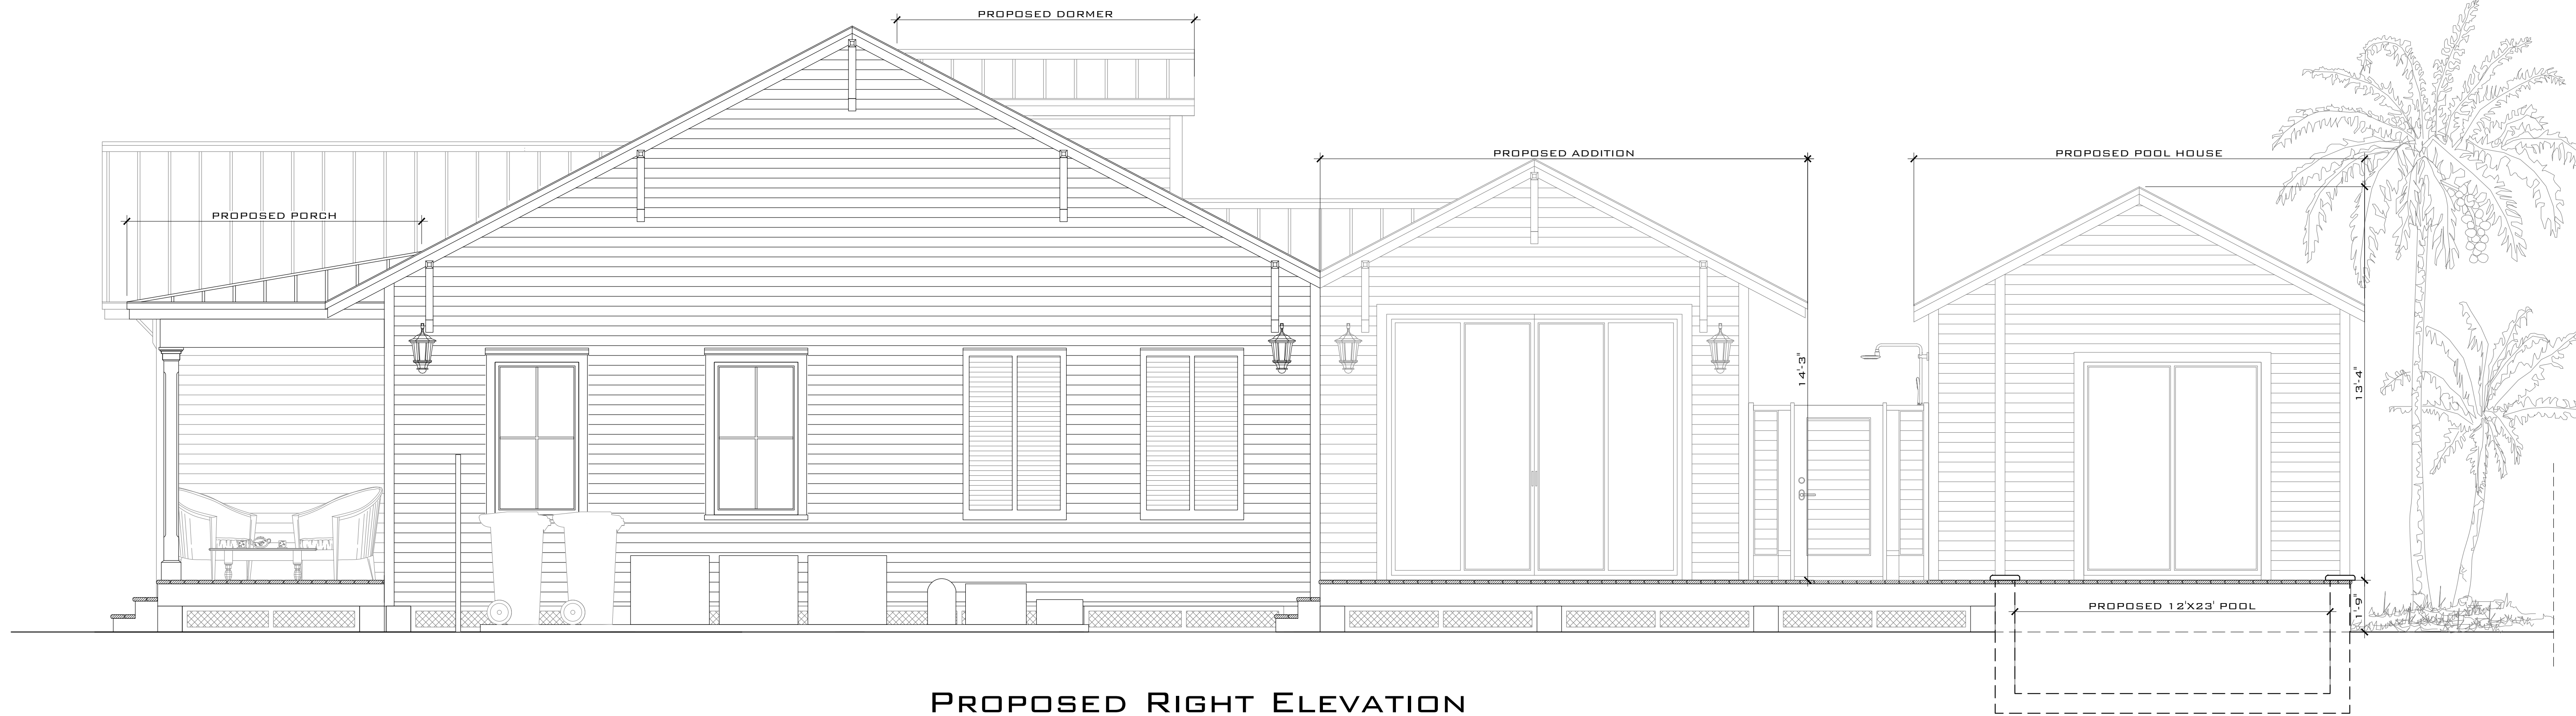 PROPOSED DORMER
PROPOSED ADDITION
PROPOSED POOL HOUSE
PROPOSED PORCH
14'-3"
13'-4"
1'-9"
PROPOSED 12'X23' POOL
PROPOSED RIGHT ELEVATION